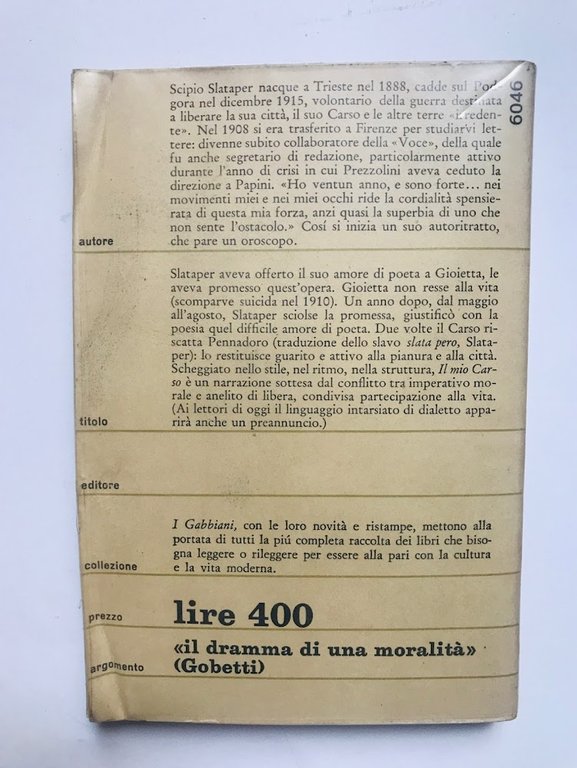 Scipio Slataper nacque a Trieste nel 1888, cadde sul Pod-
gora nel dicembre 1915, volontario della guerra destinata
a liberare la sua città, il suo Carso e le altre terre «irreden-
te». Nel 1908 si era trasferito a Firenze per studiarvi let-
tere: divenne subito collaboratore della «Voce», della quale
fu anche segretario di redazione, particolarmente attivo
durante l'anno di crisi in cui Prezzolini aveva ceduto la
direzione a Papini. «Ho ventun anno, e sono forte... nei
movimenti miei e nei miei occhi ride la cordialità spensie-
rata di questa mia forza, anzi quasi la superbia di uno che
non sente l'ostacolo.» Cosí si inizia un suo autoritratto,
che pare un oroscopo.
autore
6046
Slataper aveva offerto il suo amore di poeta a Gioietta, le
aveva promesso quest'opera. Gioietta non resse alla vita
(scomparve suicida nel 1910). Un anno dopo, dal maggio
all'agosto, Slataper sciolse la promessa, giustificò con la
poesia quel difficile amore di poeta. Due volte il Carso ri-
scatta Pennadoro (traduzione dello slavo slata pero, Slata-
per): lo restituisce guarito e attivo alla pianura e alla città.
Scheggiato nello stile, nel ritmo, nella struttura, Il mio Car-
so è un narrazione sottesa dal conflitto tra imperativo mo-
rale e anelito di libera, condivisa partecipazione alla vita.
(Ai lettori di oggi il linguaggio intarsiato di dialetto appa-
rirà anche un preannuncio.)
titolo
editore
I Gabbiani, con le loro novità e ristampe, mettono alla
portata di tutti la piú completa raccolta dei libri che biso-
gna leggere o rileggere per essere alla pari con la cultura
e la vita moderna.
collezione
prezzo
lire 400
argomento
«il dramma di una moralità»
(Gobetti)